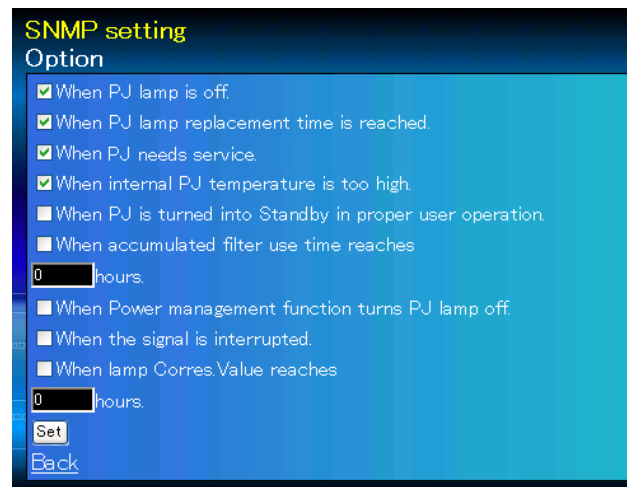 SNMP setting
Option
When PJ lamp is off.
When PJ lamp replacement time is reached.
When PJ needs service.
When internal PJ temperature is too high.
When PJ is turned into Standby in proper user operation.
When accumulated filter use time reaches
0 hours.
When Power management function turns PJ lamp off.
When the signal is interrupted.
When lamp Corres.Value reaches
0 hours.
Set
Back